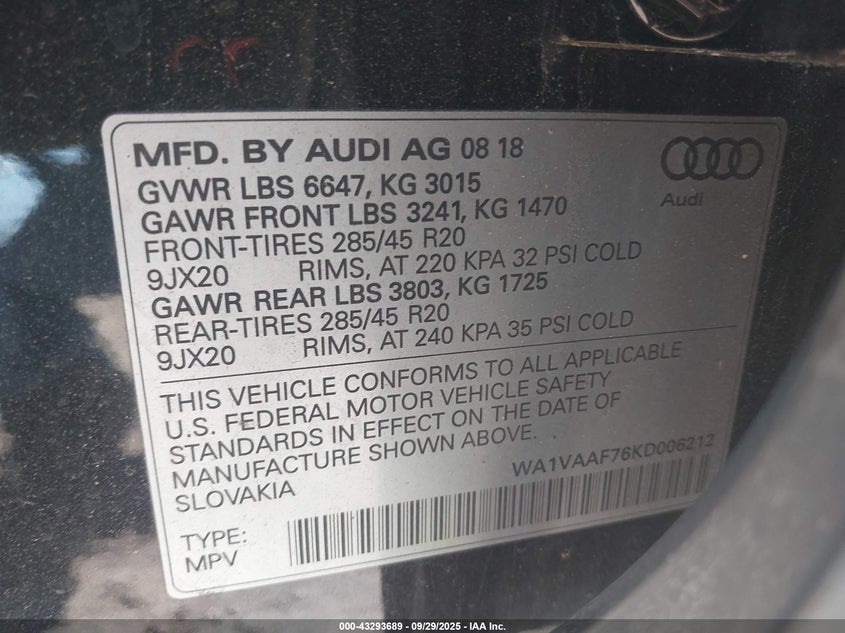 MFD. BY AUDI AG 08 18
Audi
GVWR LBS 6647, KG 3015
GAWR FRONT LBS 3241, KG 1470
FRONT-TIRES 285/45 R20
9JX20 RIMS, AT 220 KPA 32 PSI COLD
GAWR REAR LBS 3803, KG 1725
REAR-TIRES 285/45 R20
9JX20 RIMS, AT 240 KPA 35 PSI COLD
THIS VEHICLE CONFORMS TO ALL APPLICABLE
U.S. FEDERAL MOTOR VEHICLE SAFETY
STANDARDS IN EFFECT ON THE DATE OF
MANUFACTURE SHOWN ABOVE.
SLOVAKIA
WA1VAAF76KD006212
TYPE:
MPV
000-43293689 - 09/29/2025 - IAA Inc.